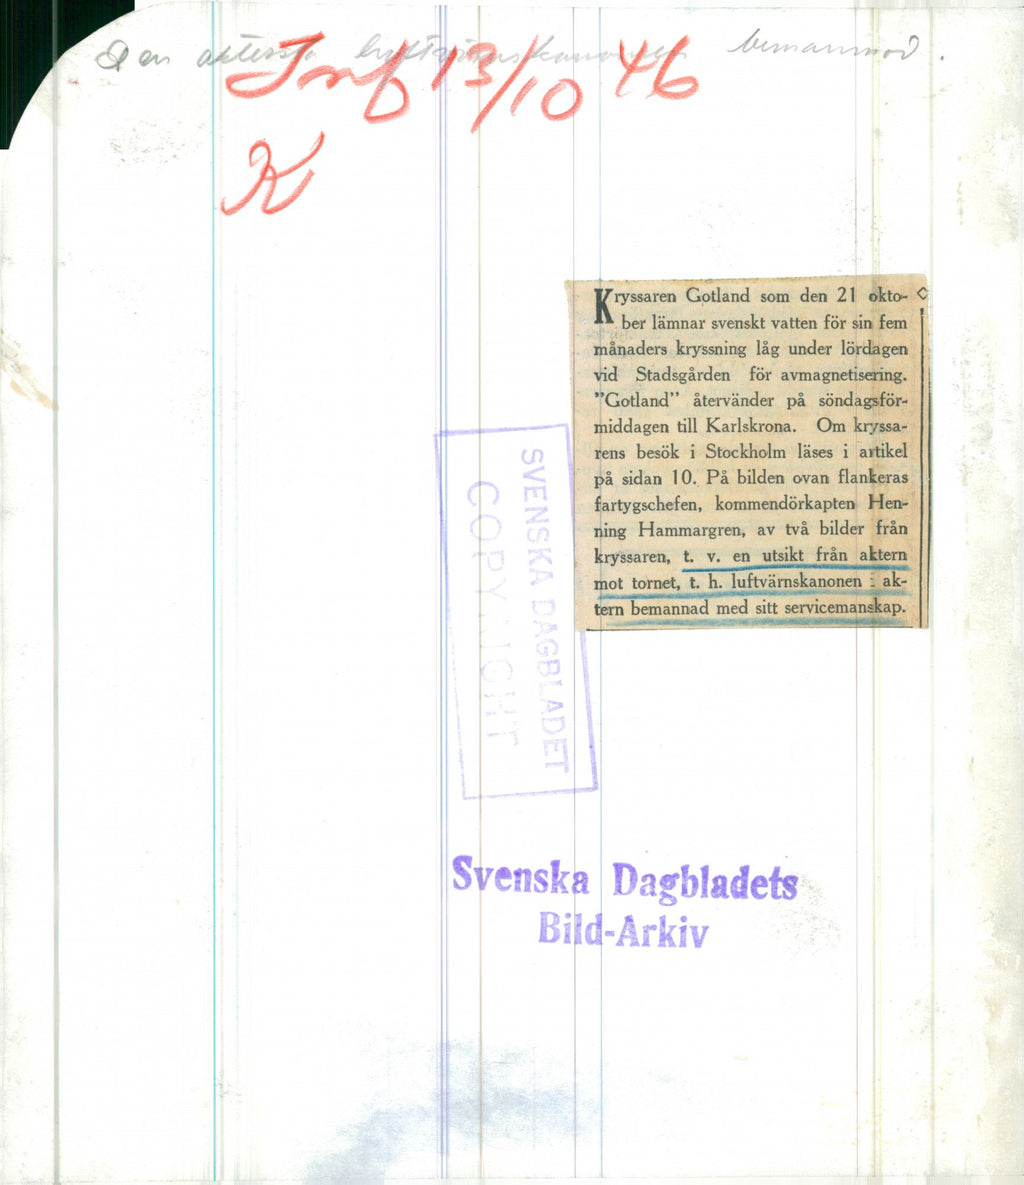 Den aktersta luftvärnskanonen bemannad.
Inf 13/10 46
K
Kryssaren Gotland som den 21 okto-
ber lämnar svenskt vatten för sin fem
månaders kryssning låg under lördagen
vid Stadsgården för avmagnetisering.
"Gotland" återvänder på söndagsför-
middagen till Karlskrona. Om kryssa-
rens besök i Stockholm läses i artikel
på sidan 10. På bilden ovan flankeras
fartygschefen, kommendörkapten Hen-
ning Hammargren, av två bilder från
kryssaren, t. v. en utsikt från aktern
mot tornet, t. h. luftvärnskanonen i ak-
tern bemannad med sitt servicemanskap.
SVENSKA DAGBLADET
COPYRIGHT
Svenska Dagbladets
Bild-Arkiv